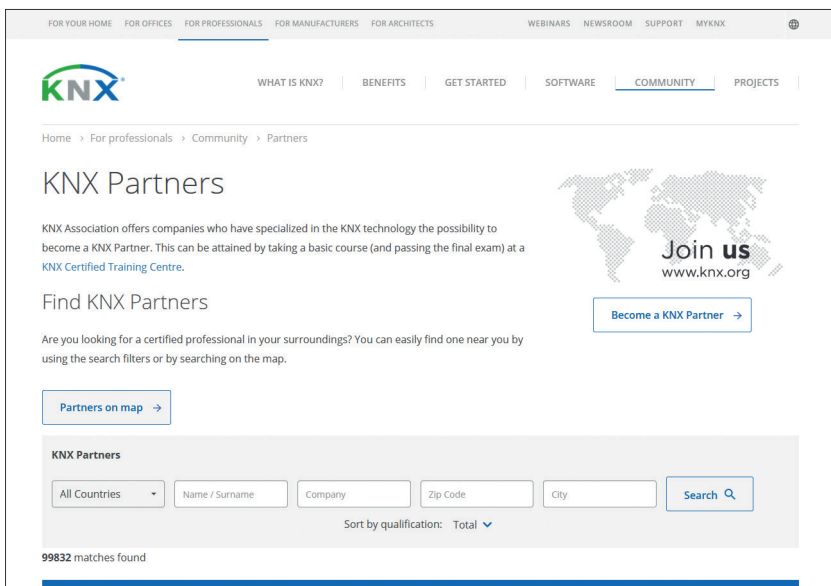 FOR YOUR HOME FOR OFFICES FOR PROFESSIONALS FOR MANUFACTURERS FOR ARCHITECTS WEBINARS NEWSROOM SUPPORT MYKNX
KNX
WHAT IS KNX? BENEFITS GET STARTED SOFTWARE COMMUNITY PROJECTS
Home > For professionals > Community > Partners
KNX Partners
KNX Association offers companies who have specialized in the KNX technology the possibility to
become a KNX Partner. This can be attained by taking a basic course (and passing the final exam) at a
KNX Certified Training Centre.
Join us
www.knx.org
Find KNX Partners
Become a KNX Partner →
Are you looking for a certified professional in your surroundings? You can easily find one near you by
using the search filters or by searching on the map.
Partners on map →
KNX Partners
All Countries Name / Surname Company Zip Code City Search
Sort by qualification: Total
99832 matches found